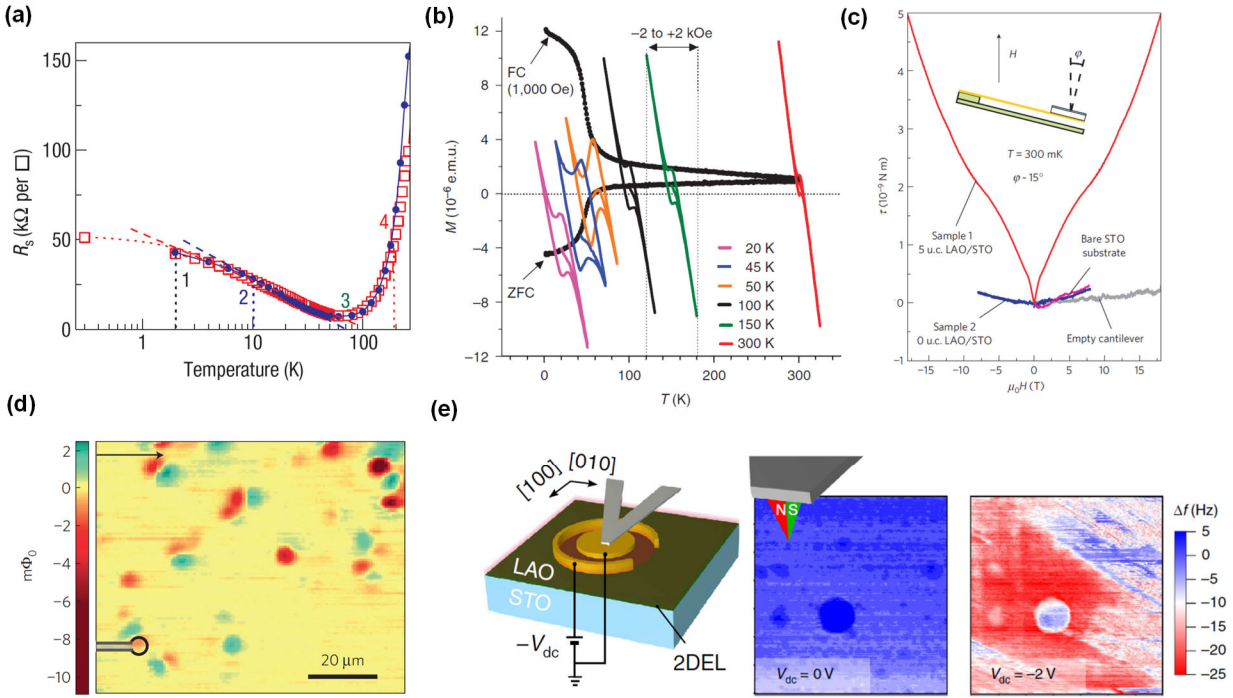 (a)
150
100
50
0
Rs (kΩ per □)
1
2
3
4
1
10
100
Temperature (K)
(b)
12
8
4
0
−4
−8
−12
M (10⁻⁶ e.m.u.)
−2 to +2 kOe
FC
(1,000 Oe)
ZFC
20 K
45 K
50 K
100 K
150 K
300 K
0
100
200
300
T (K)
(c)
5
4
3
2
1
0
−1
τ (10⁻⁹ N m)
H
φ
T = 300 mK
φ ~ 15°
Sample 1
5 u.c. LAO/STO
Bare STO
substrate
Sample 2
0 u.c. LAO/STO
Empty cantilever
−15
−10
−5
0
5
10
15
μ₀H (T)
(d)
2
0
−2
−4
−6
−8
−10
mΦ₀
20 μm
(e)
[100]
[010]
LAO
STO
−Vdc
2DEL
N S
Vdc = 0 V
Vdc = −2 V
Δf (Hz)
5
0
−5
−10
−15
−20
−25